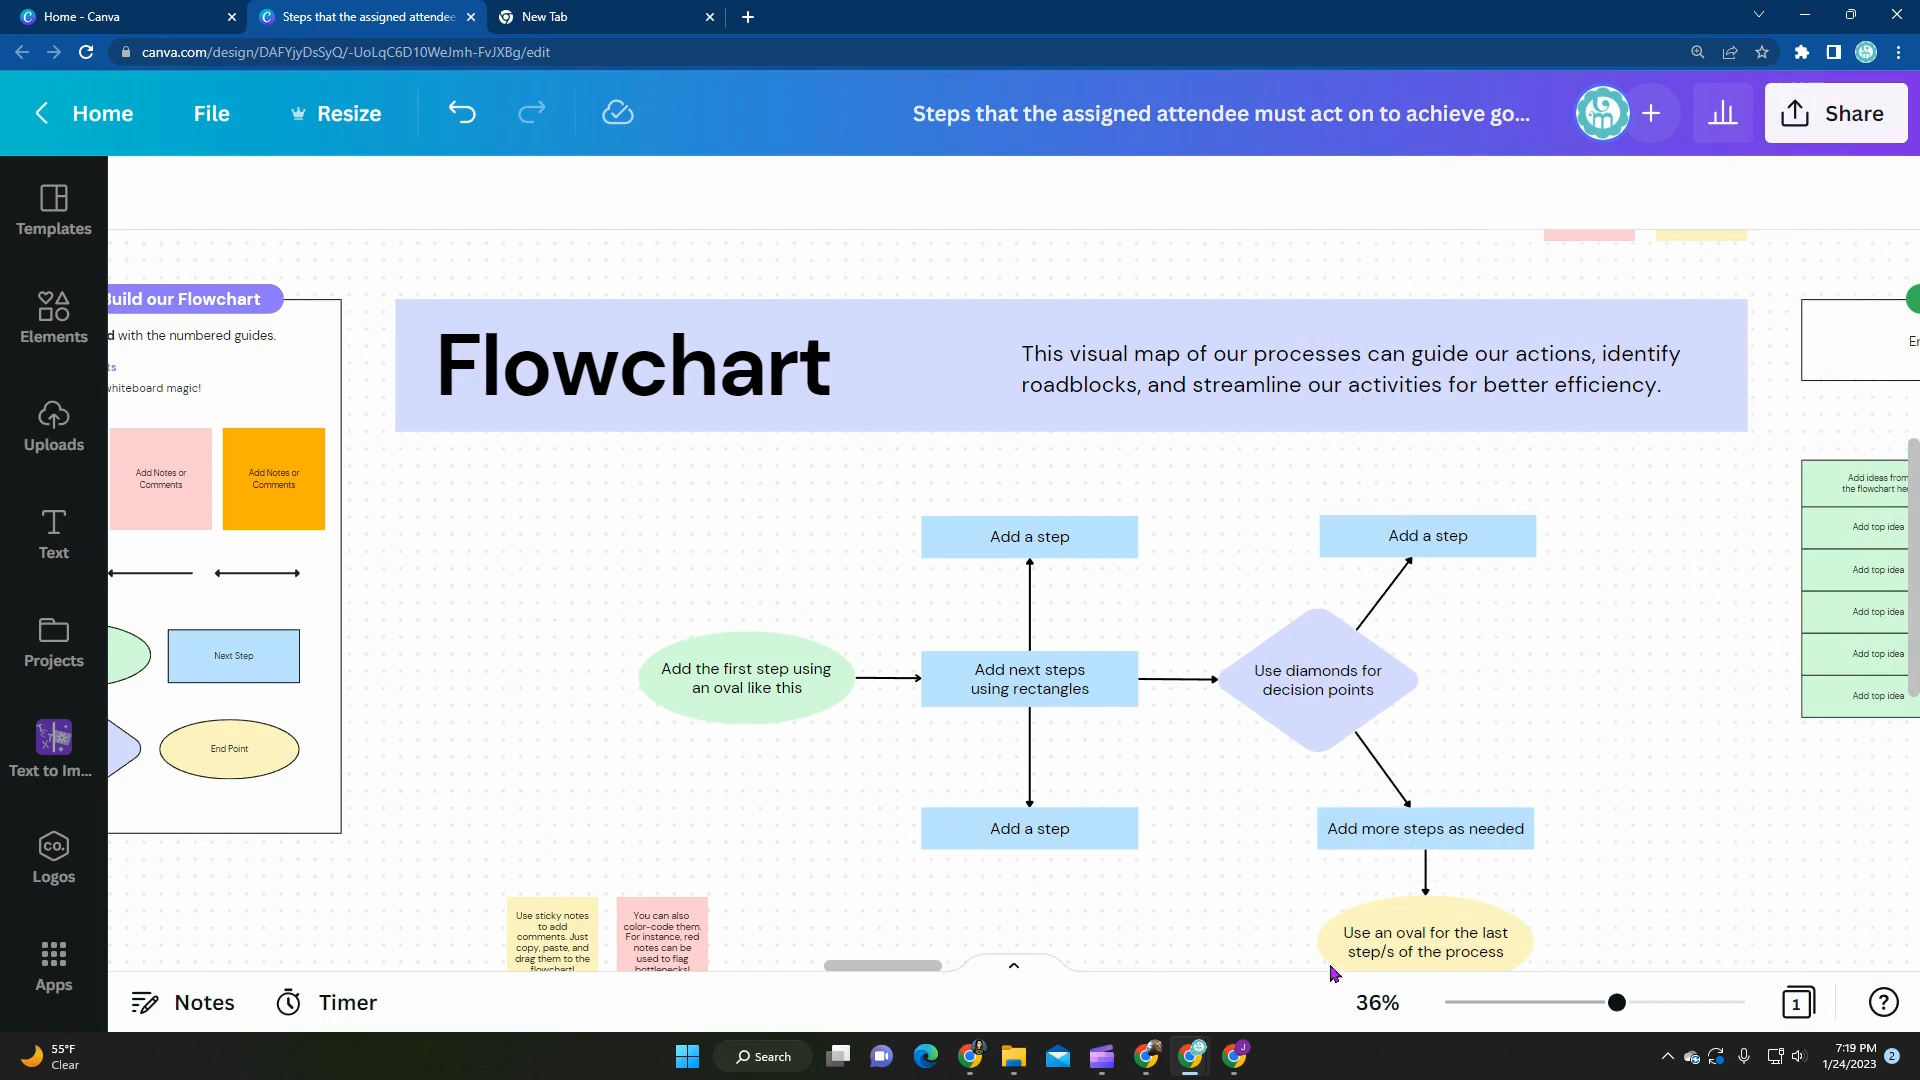 Home - Canva
Steps that the assigned attendee
New Tab
canva.com/design/DAFYjyDsSyQ/-UoLqC6D10WeJmh-FvJXBg/edit
Home
File
Resize
Steps that the assigned attendee must act on to achieve go...
Share
Templates
Elements
Uploads
Text
Projects
Text to Im...
Logos
Apps
Build our Flowchart
d with the numbered guides.
ts
whiteboard magic!
Add Notes or
Comments
Add Notes or
Comments
Next Step
End Point
Flowchart
This visual map of our processes can guide our actions, identify
roadblocks, and streamline our activities for better efficiency.
Add a step
Add a step
Add the first step using
an oval like this
Add next steps
using rectangles
Use diamonds for
decision points
Add a step
Add more steps as needed
Use an oval for the last
step/s of the process
Use sticky notes
to add
comments. Just
copy, paste, and
drag them to the
flowchart!
You can also
color-code them.
For instance, red
notes can be
used to flag
bottlenecks!
En
Add ideas from
the flowchart he
Add top idea
Add top idea
Add top idea
Add top idea
Add top idea
Notes
Timer
36%
1
?
55°F
Clear
Search
7:19 PM
1/24/2023
2